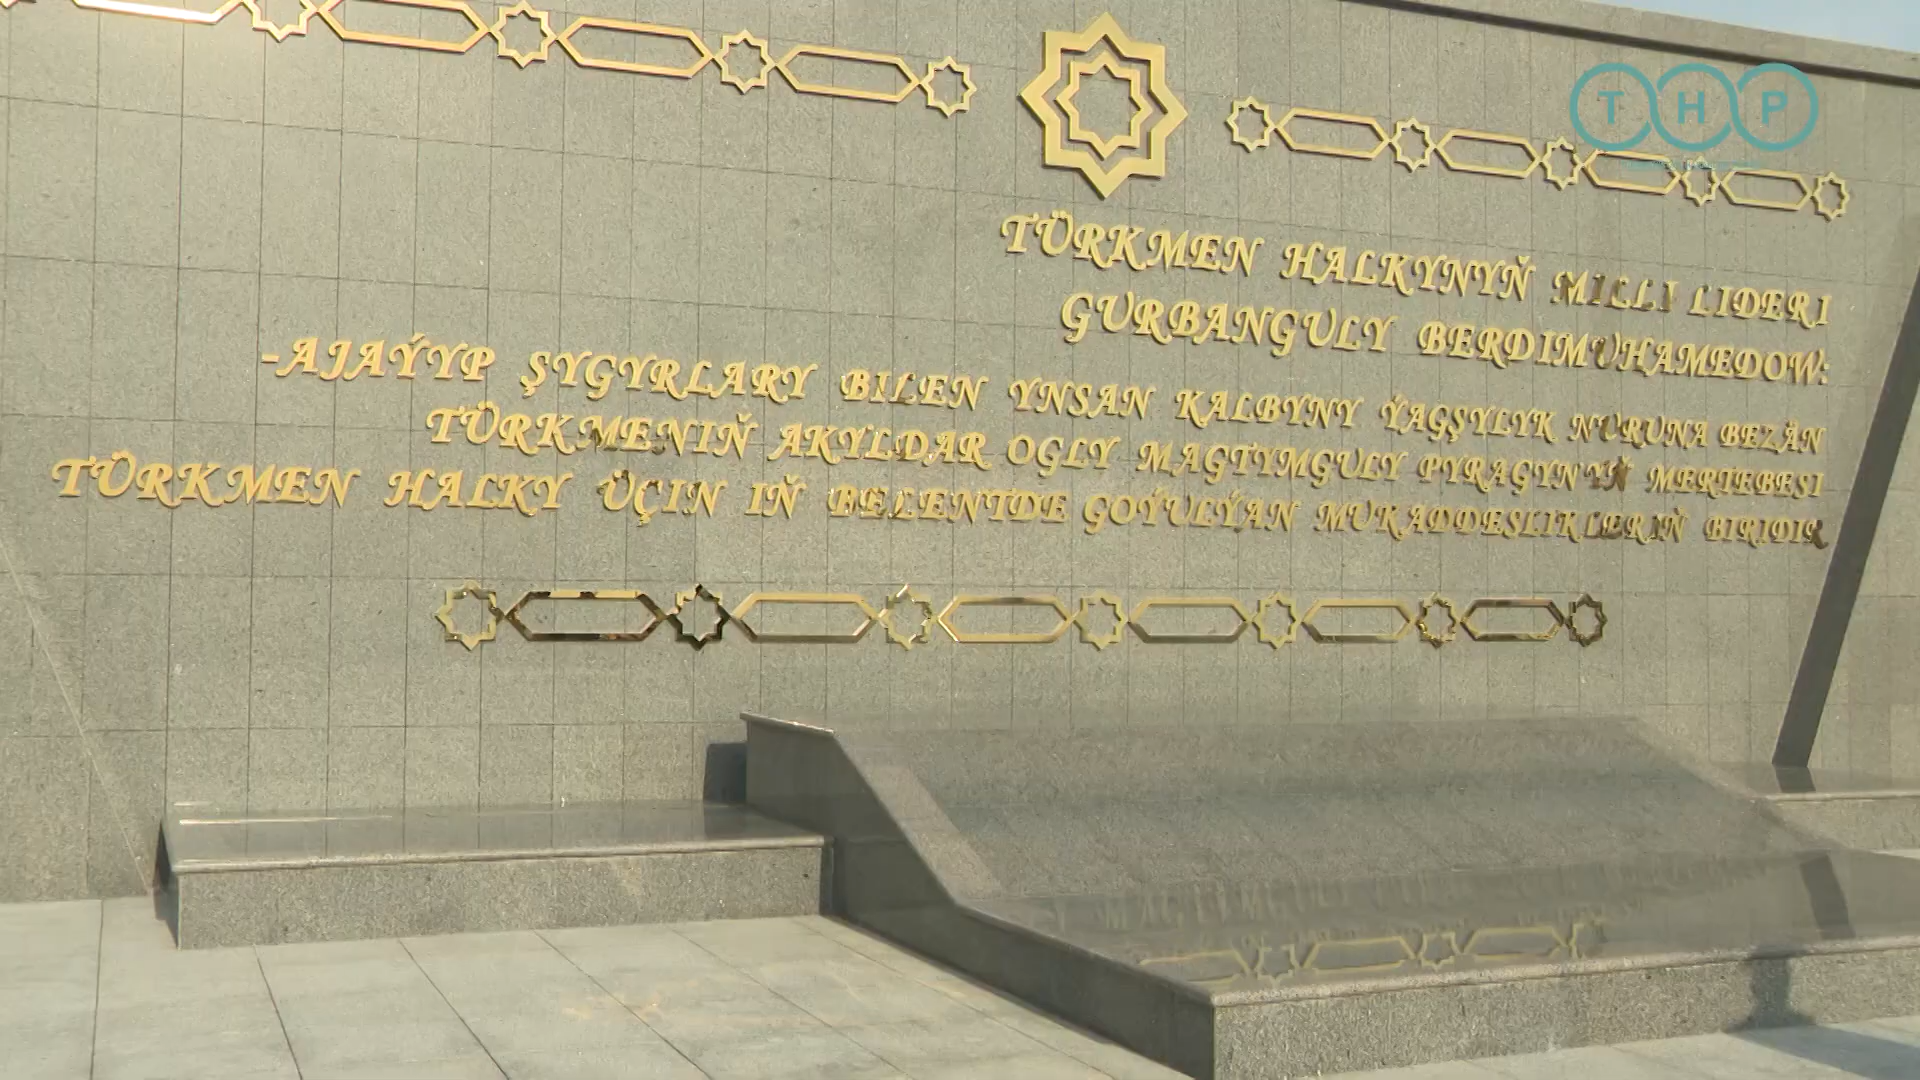 THP
TÜRKMEN HALKYNYŇ MILLI LIDERI
GURBANGULY BERDIMUHAMEDOW:
-AJAÝYP ŞYGYRLARY BILEN YNSAN KALBYNY ÝAGŞYLYK NURUNA BEZÄN
TÜRKMENIŇ AKYLDAR OGLY MAGTYMGULY PYRAGYNYŇ MERTEBESI
TÜRKMEN HALKY ÜÇIN IŇ BELENTDE GOÝULÝAN MUKADDESLIKLERIŇ BIRIDIR